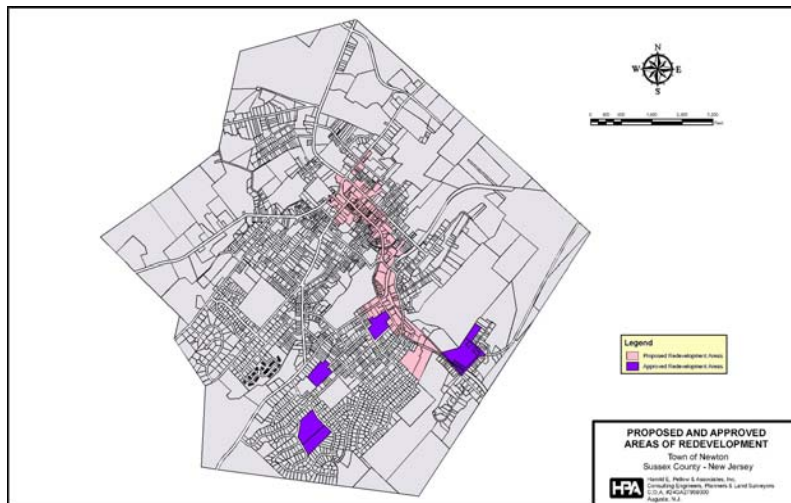 N
W E
S
Feet
Legend
Proposed Redevelopment Areas
Approved Redevelopment Areas
PROPOSED AND APPROVED
AREAS OF REDEVELOPMENT
Town of Newton
Sussex County - New Jersey
HPA
Harold E. Pellow & Associates, Inc.
Consulting Engineers, Planners & Land Surveyors
Augusta, N.J.